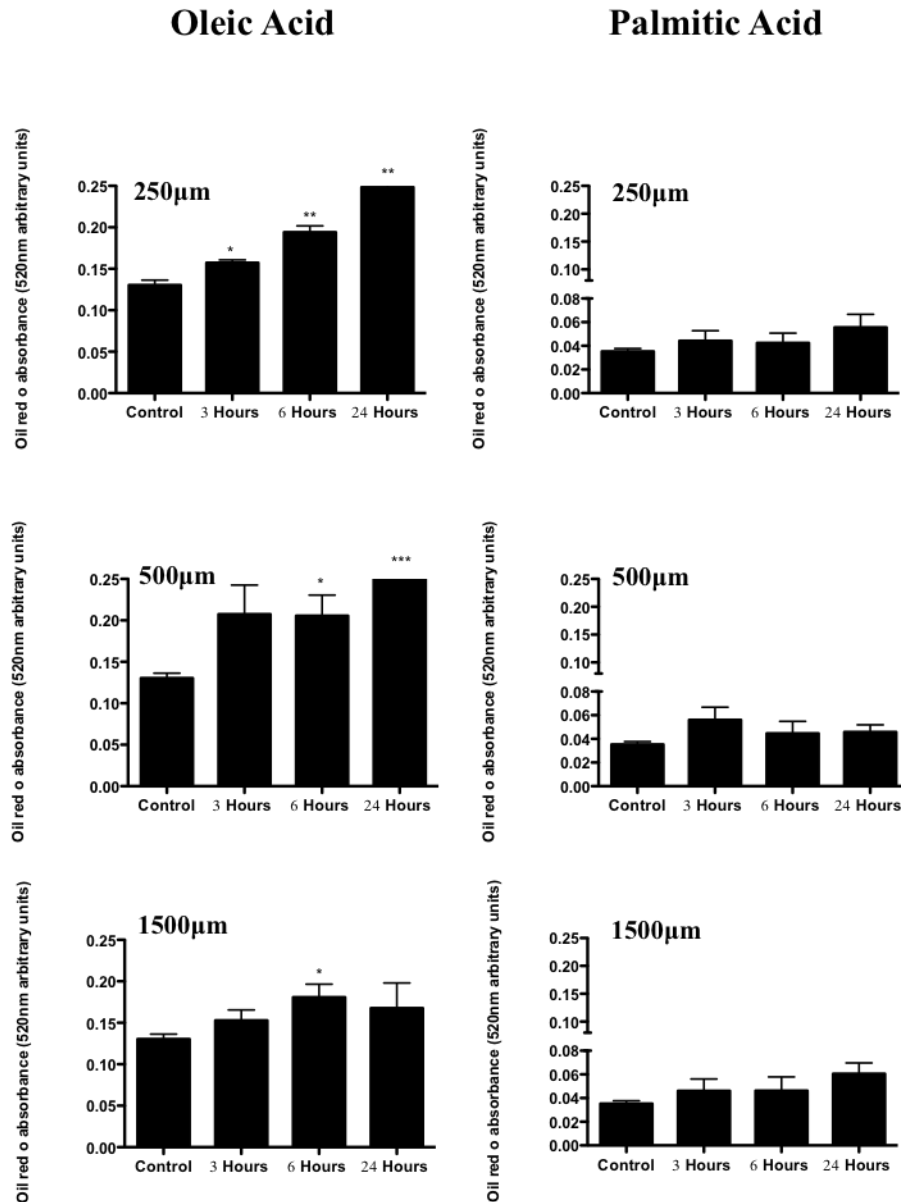 Oleic Acid
Palmitic Acid
Oil red o absorbance (520nm arbitrary units)
250µm
0.25
0.20
0.15
0.10
0.05
0.00
*
**
**
Control
3 Hours
6 Hours
24 Hours
Oil red o absorbance (520nm arbitrary units)
250µm
0.25
0.20
0.15
0.10
0.08
0.06
0.04
0.02
0.00
Control
3 Hours
6 Hours
24 Hours
Oil red o absorbance (520nm arbitrary units)
500µm
0.25
0.20
0.15
0.10
0.05
0.00
*
***
Control
3 Hours
6 Hours
24 Hours
Oil red o absorbance (520nm arbitrary units)
500µm
0.25
0.20
0.15
0.10
0.08
0.06
0.04
0.02
0.00
Control
3 Hours
6 Hours
24 Hours
Oil red o absorbance (520nm arbitrary units)
1500µm
0.25
0.20
0.15
0.10
0.05
0.00
*
Control
3 Hours
6 Hours
24 Hours
Oil red o absorbance (520nm arbitrary units)
1500µm
0.25
0.20
0.15
0.10
0.08
0.06
0.04
0.02
0.00
Control
3 Hours
6 Hours
24 Hours